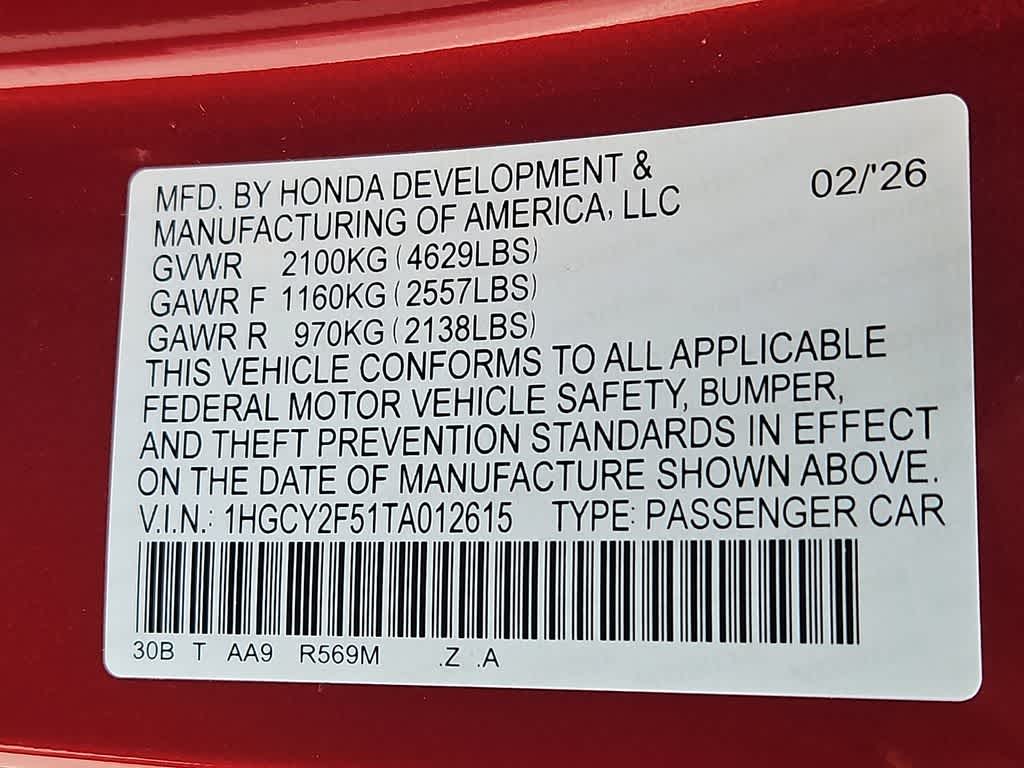 MFD. BY HONDA DEVELOPMENT & 02/'26
MANUFACTURING OF AMERICA, LLC
GVWR 2100KG (4629LBS)
GAWR F 1160KG (2557LBS)
GAWR R 970KG (2138LBS)
THIS VEHICLE CONFORMS TO ALL APPLICABLE
FEDERAL MOTOR VEHICLE SAFETY, BUMPER,
AND THEFT PREVENTION STANDARDS IN EFFECT
ON THE DATE OF MANUFACTURE SHOWN ABOVE.
V.I.N.: 1HGCY2F51TA012615 TYPE: PASSENGER CAR
30B T AA9 R569M .Z .A